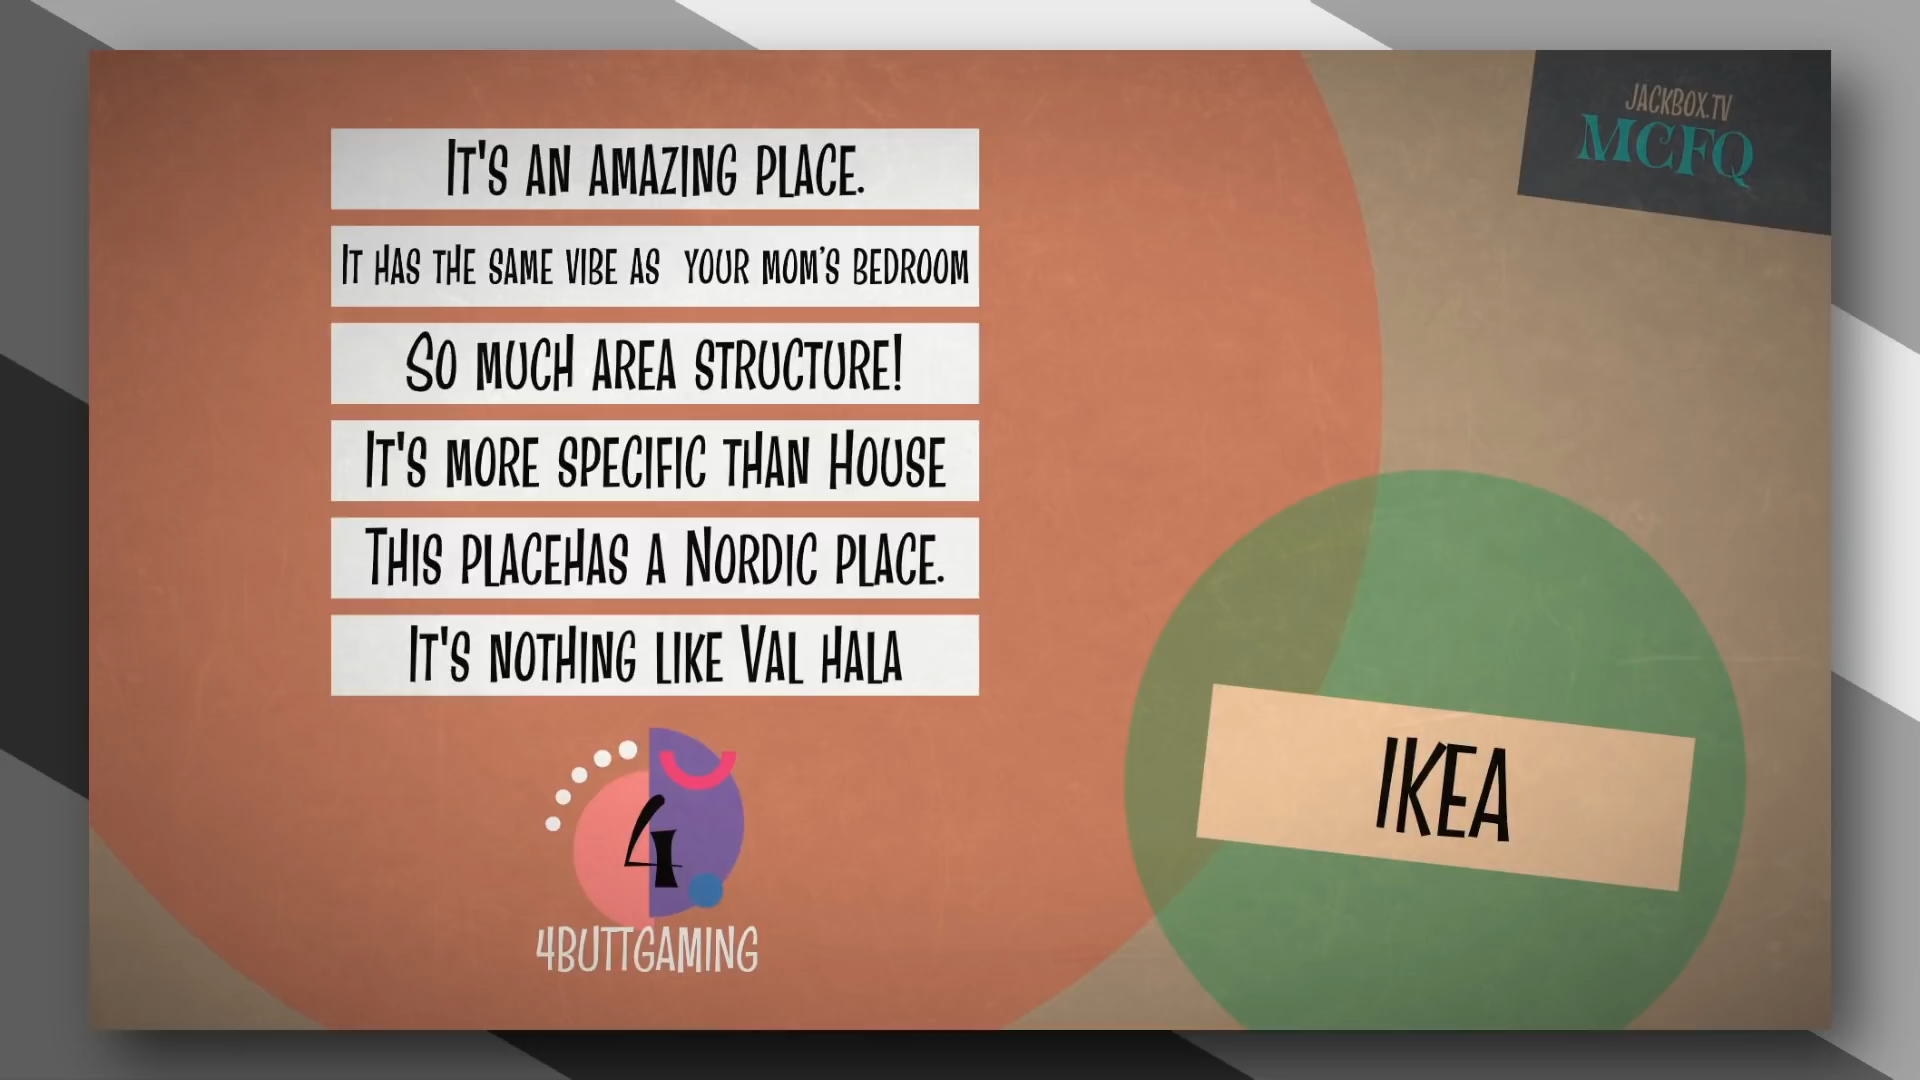 JACKBOX.TV
MCFQ
IT'S AN AMAZING PLACE.
IT HAS THE SAME VIBE AS  YOUR MOM'S BEDROOM
SO MUCH AREA STRUCTURE!
IT'S MORE SPECIFIC THAN HOUSE
THIS PLACEHAS A NORDIC PLACE.
IT'S NOTHING LIKE VAL HALA
IKEA
4
4BUTTGAMING